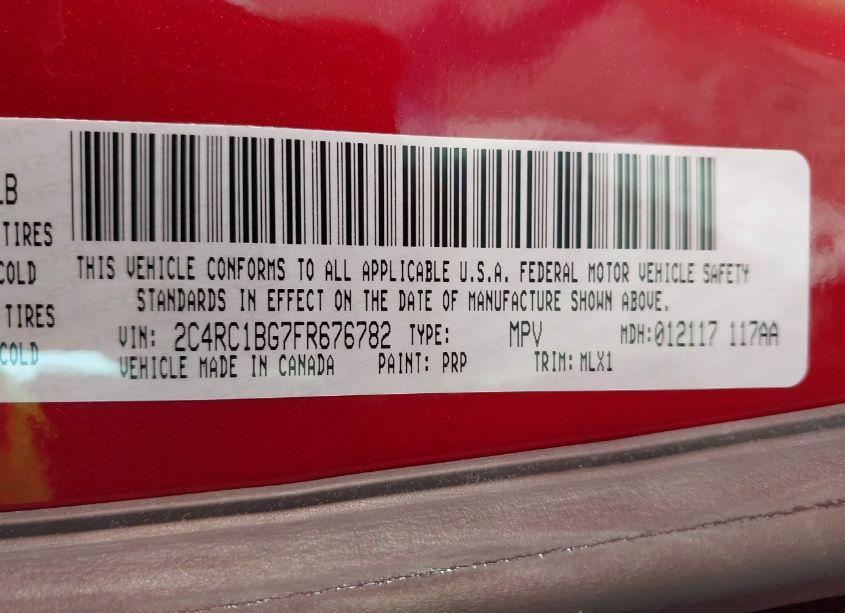 LB
TIRES
COLD
TIRES
COLD
THIS VEHICLE CONFORMS TO ALL APPLICABLE U.S.A. FEDERAL MOTOR VEHICLE SAFETY
STANDARDS IN EFFECT ON THE DATE OF MANUFACTURE SHOWN ABOVE.
VIN: 2C4RC1BG7FR676782 TYPE: MPV MDH:012117 117AA
VEHICLE MADE IN CANADA PAINT: PRP TRIM: MLX1